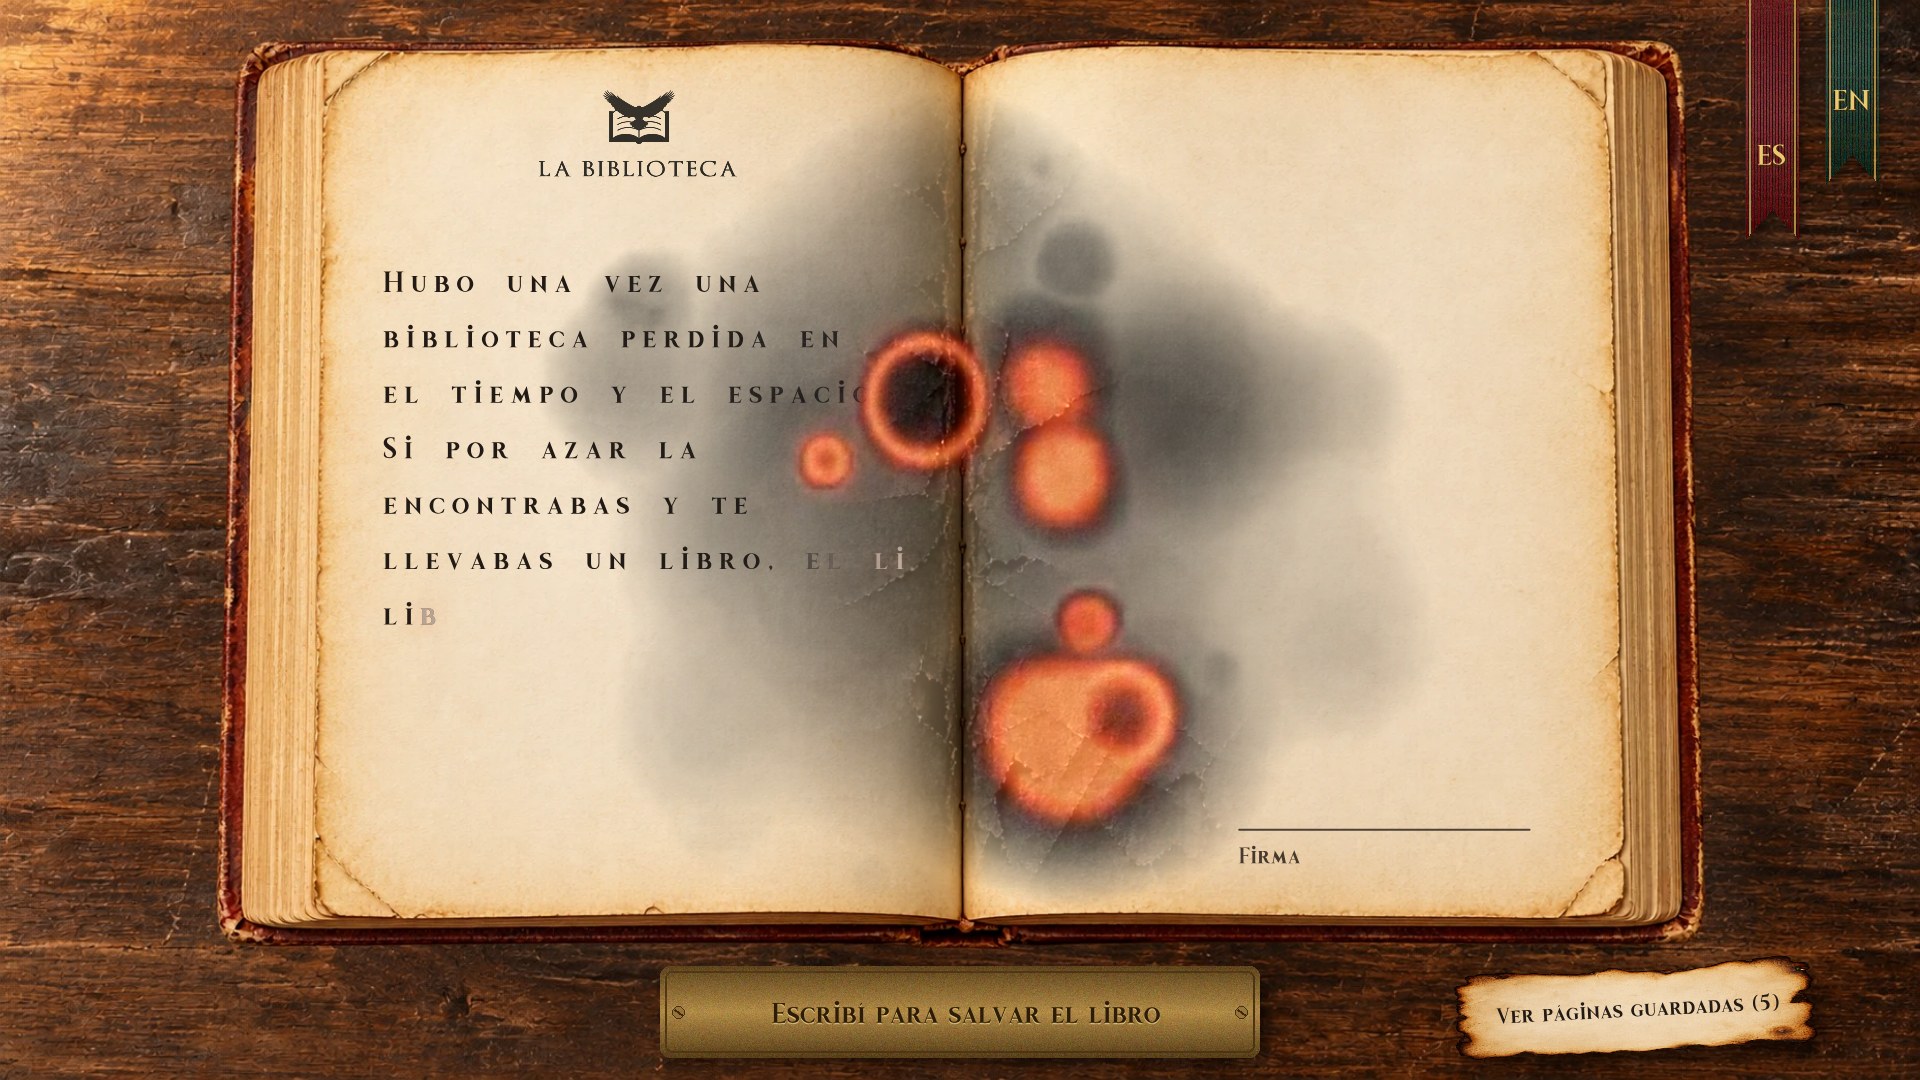 LA BIBLIOTECA
EN
ES
HUBO UNA VEZ UNA
BIBLIOTECA PERDIDA EN
EL TIEMPO Y EL ESPACIO
SI POR AZAR LA
ENCONTRABAS Y TE
LLEVABAS UN LIBRO, EL LI
LIB
FIRMA
ESCRIBÍ PARA SALVAR EL LIBRO
VER PÁGINAS GUARDADAS (5)